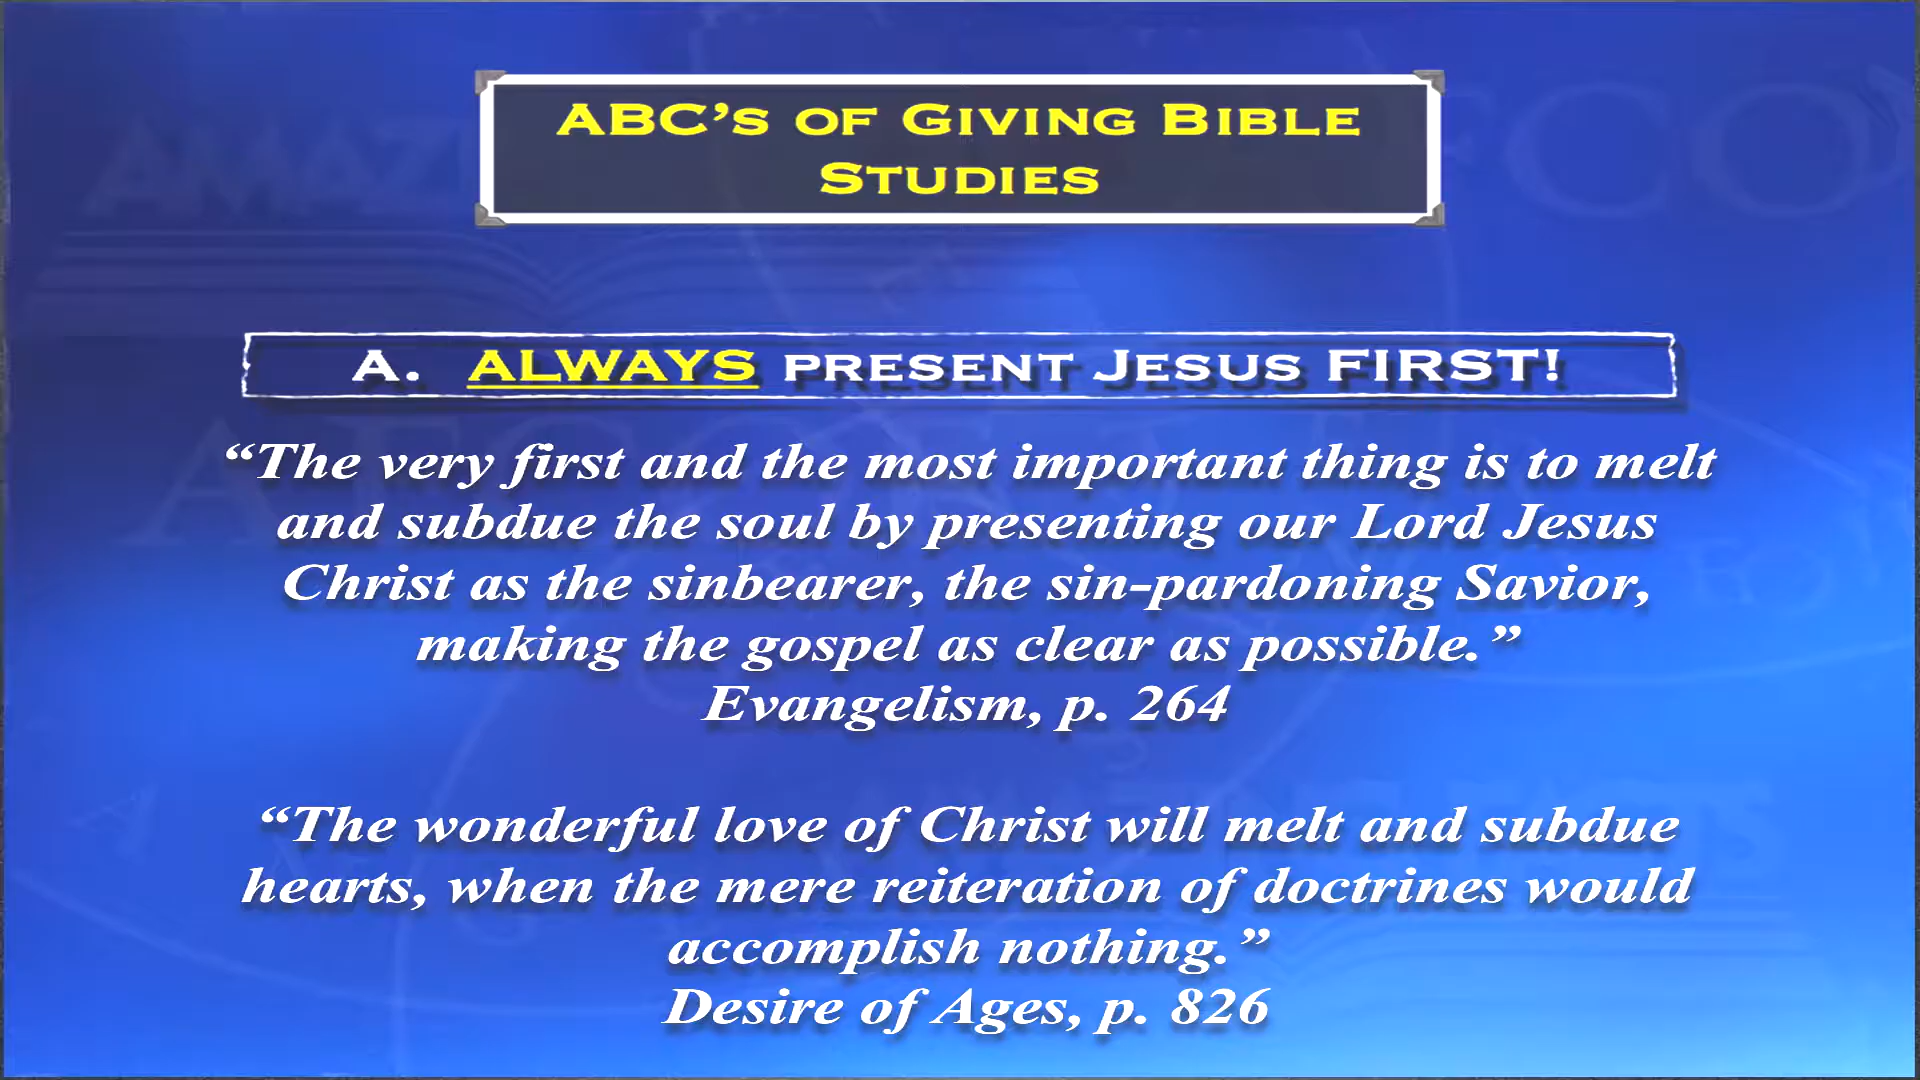 ABC’s of Giving Bible
Studies
A. ALWAYS present Jesus FIRST!
“The very first and the most important thing is to melt
and subdue the soul by presenting our Lord Jesus
Christ as the sinbearer, the sin-pardoning Savior,
making the gospel as clear as possible.”
Evangelism, p. 264
“The wonderful love of Christ will melt and subdue
hearts, when the mere reiteration of doctrines would
accomplish nothing.”
Desire of Ages, p. 826